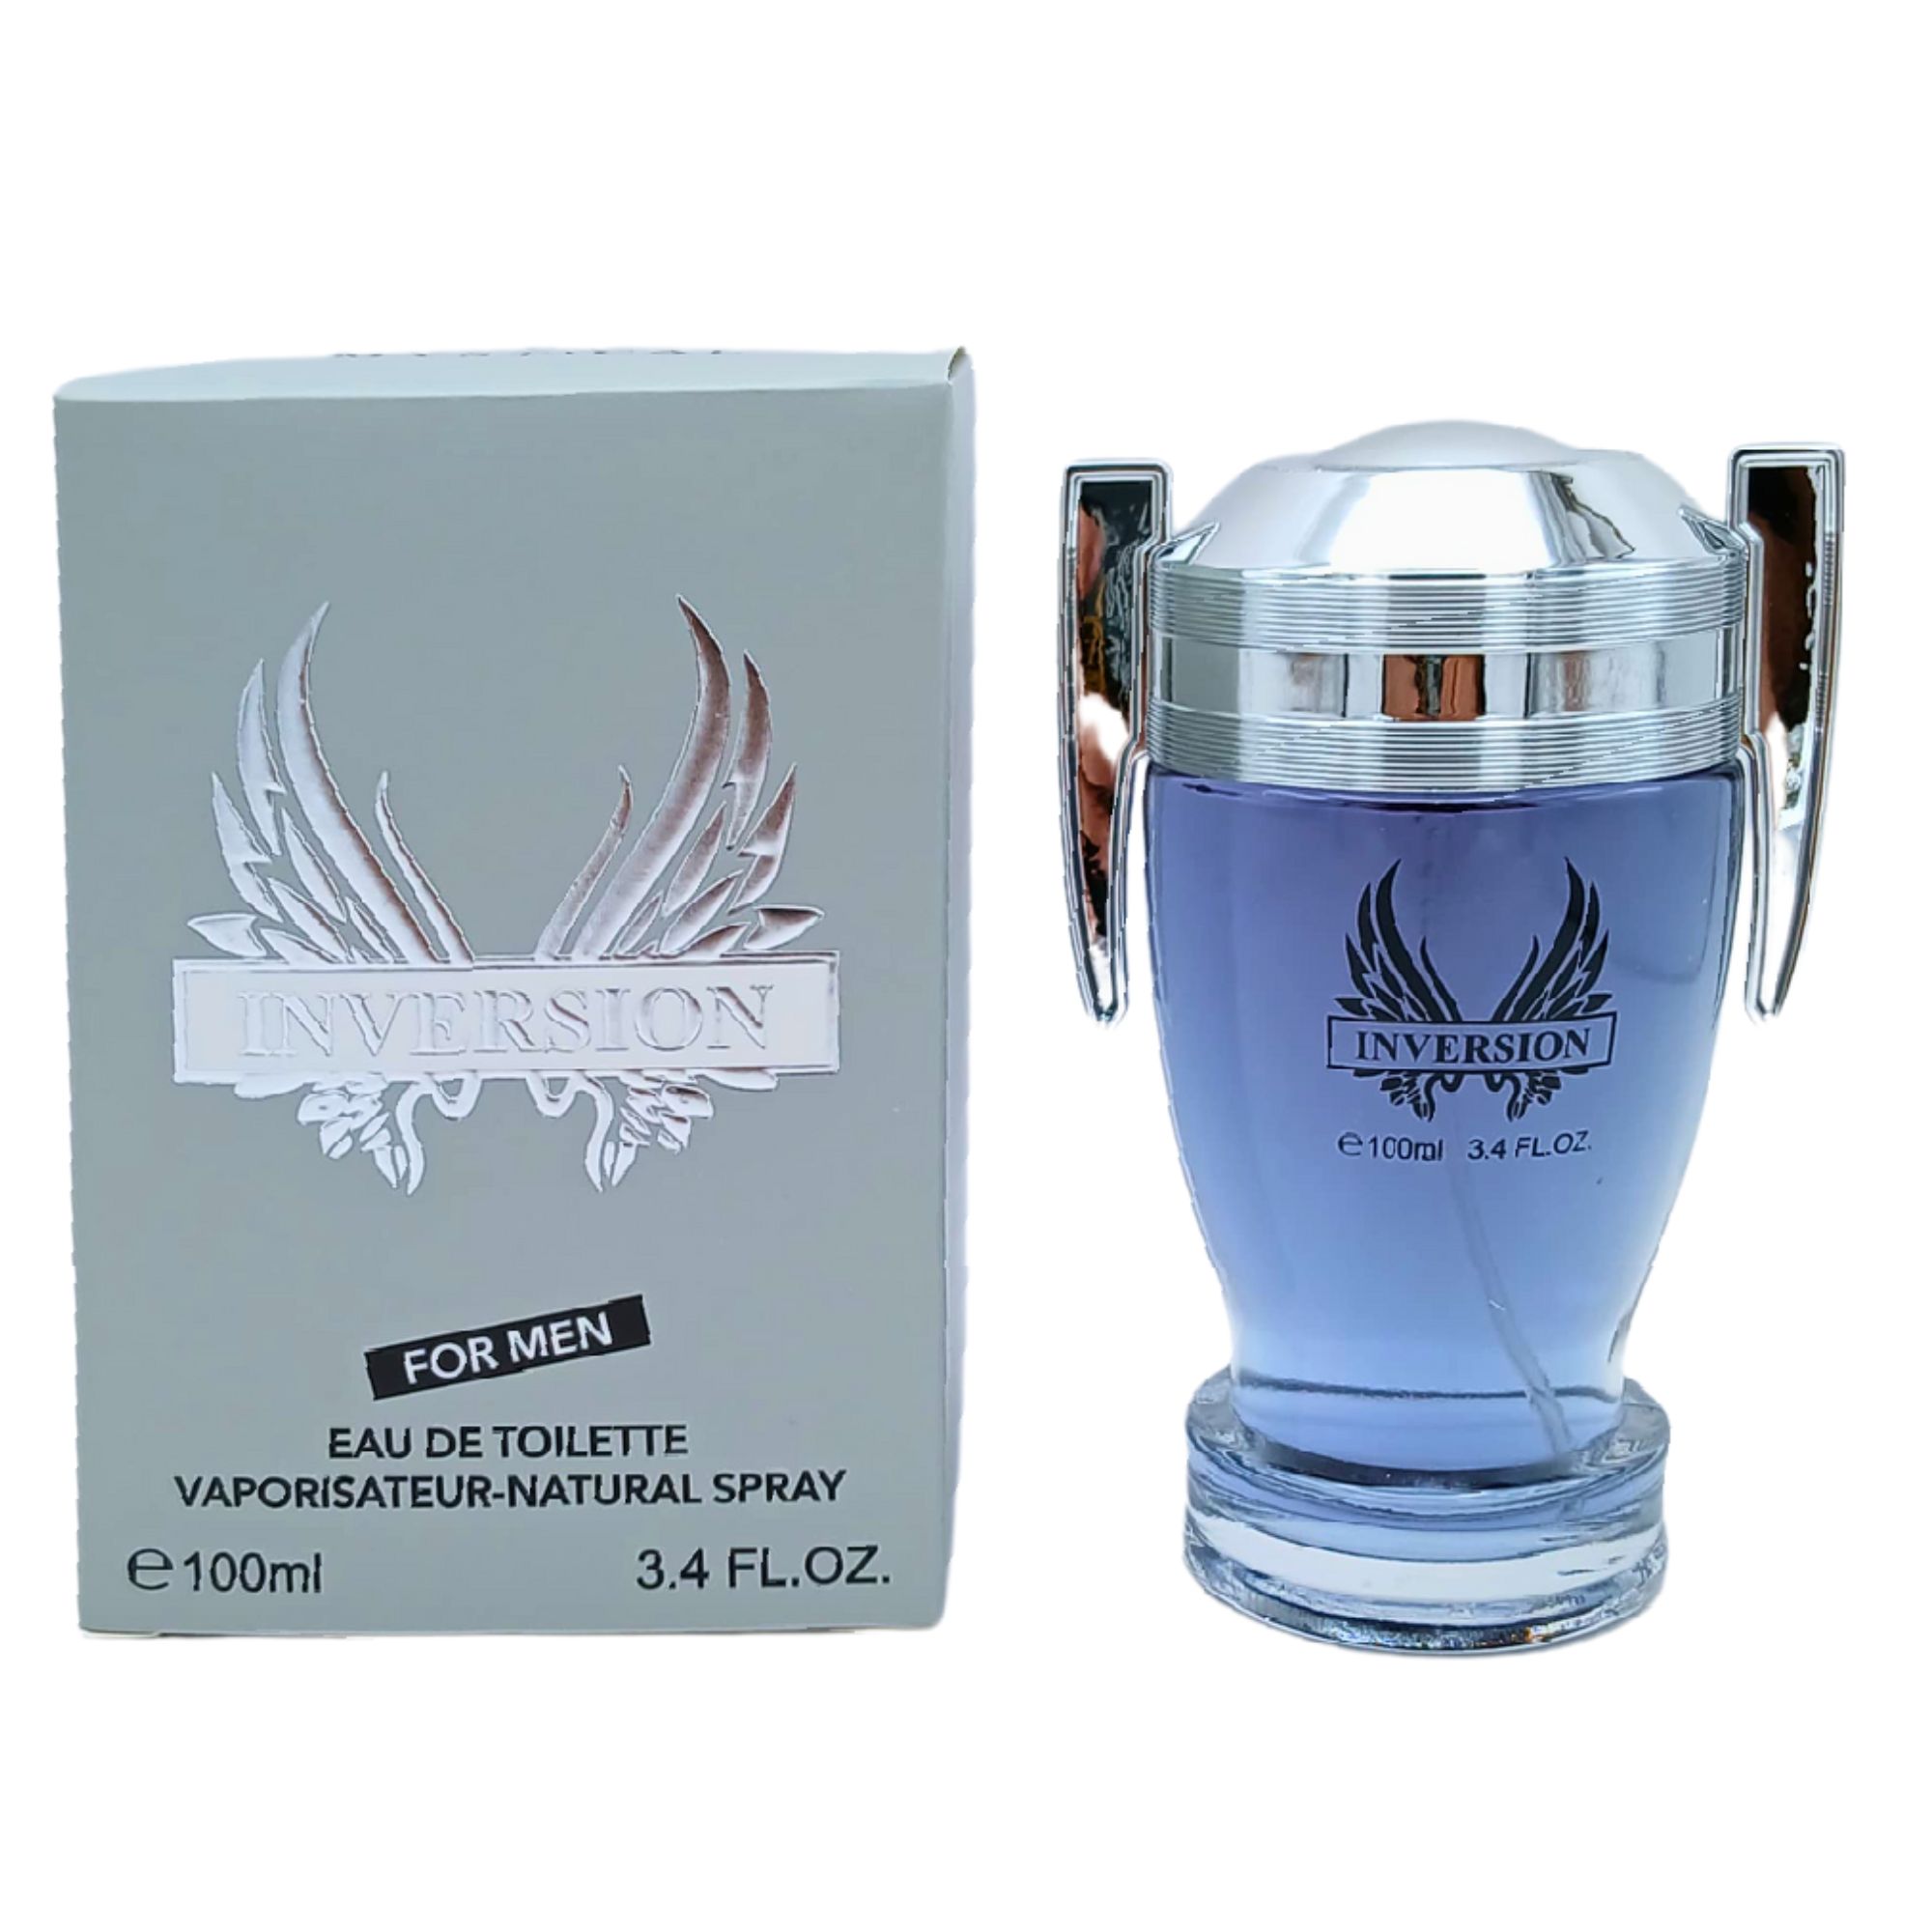 INVERSION
FOR MEN
EAU DE TOILETTE
VAPORISATEUR-NATURAL SPRAY
e100ml 3.4 FL.OZ.
INVERSION
e100ml 3.4 FL.OZ.